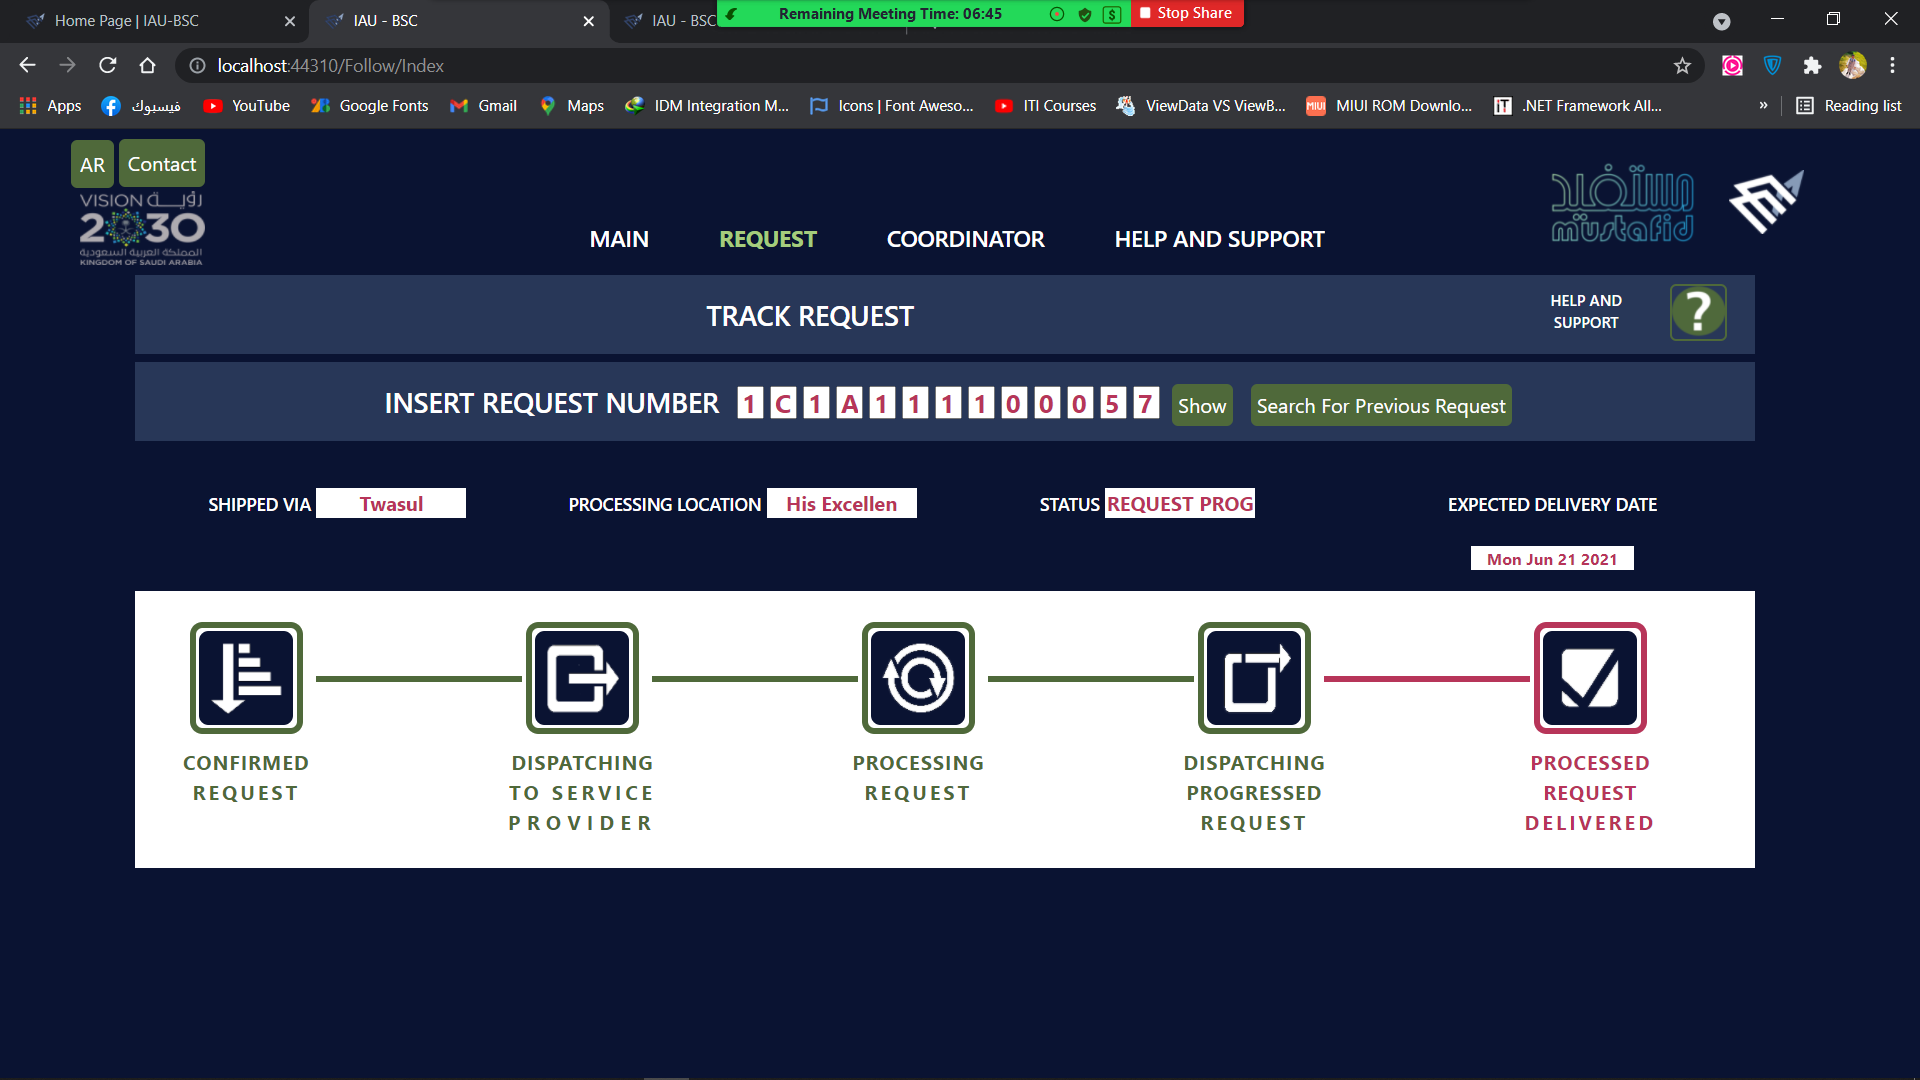 Home Page | IAU-BSC
IAU - BSC
IAU - BSC
Remaining Meeting Time: 06:45
Stop Share
localhost:44310/Follow/Index
Apps
فيسبوك
YouTube
Google Fonts
Gmail
Maps
IDM Integration M...
Icons | Font Aweso...
ITI Courses
ViewData VS ViewB...
MIUI ROM Downlo...
.NET Framework All...
»
Reading list
AR
Contact
VISION رؤيـــة
2030
المملكة العربية السعودية
KINGDOM OF SAUDI ARABIA
MAIN
REQUEST
COORDINATOR
HELP AND SUPPORT
مستفيد
müstafid
TRACK REQUEST
HELP AND
SUPPORT
?
INSERT REQUEST NUMBER 1 C 1 A 1 1 1 1 0 0 0 5 7
Show
Search For Previous Request
SHIPPED VIA Twasul
PROCESSING LOCATION His Excellen
STATUS REQUEST PROG
EXPECTED DELIVERY DATE
Mon Jun 21 2021
CONFIRMED
REQUEST
DISPATCHING
TO SERVICE
PROVIDER
PROCESSING
REQUEST
DISPATCHING
PROGRESSED
REQUEST
PROCESSED
REQUEST
DELIVERED